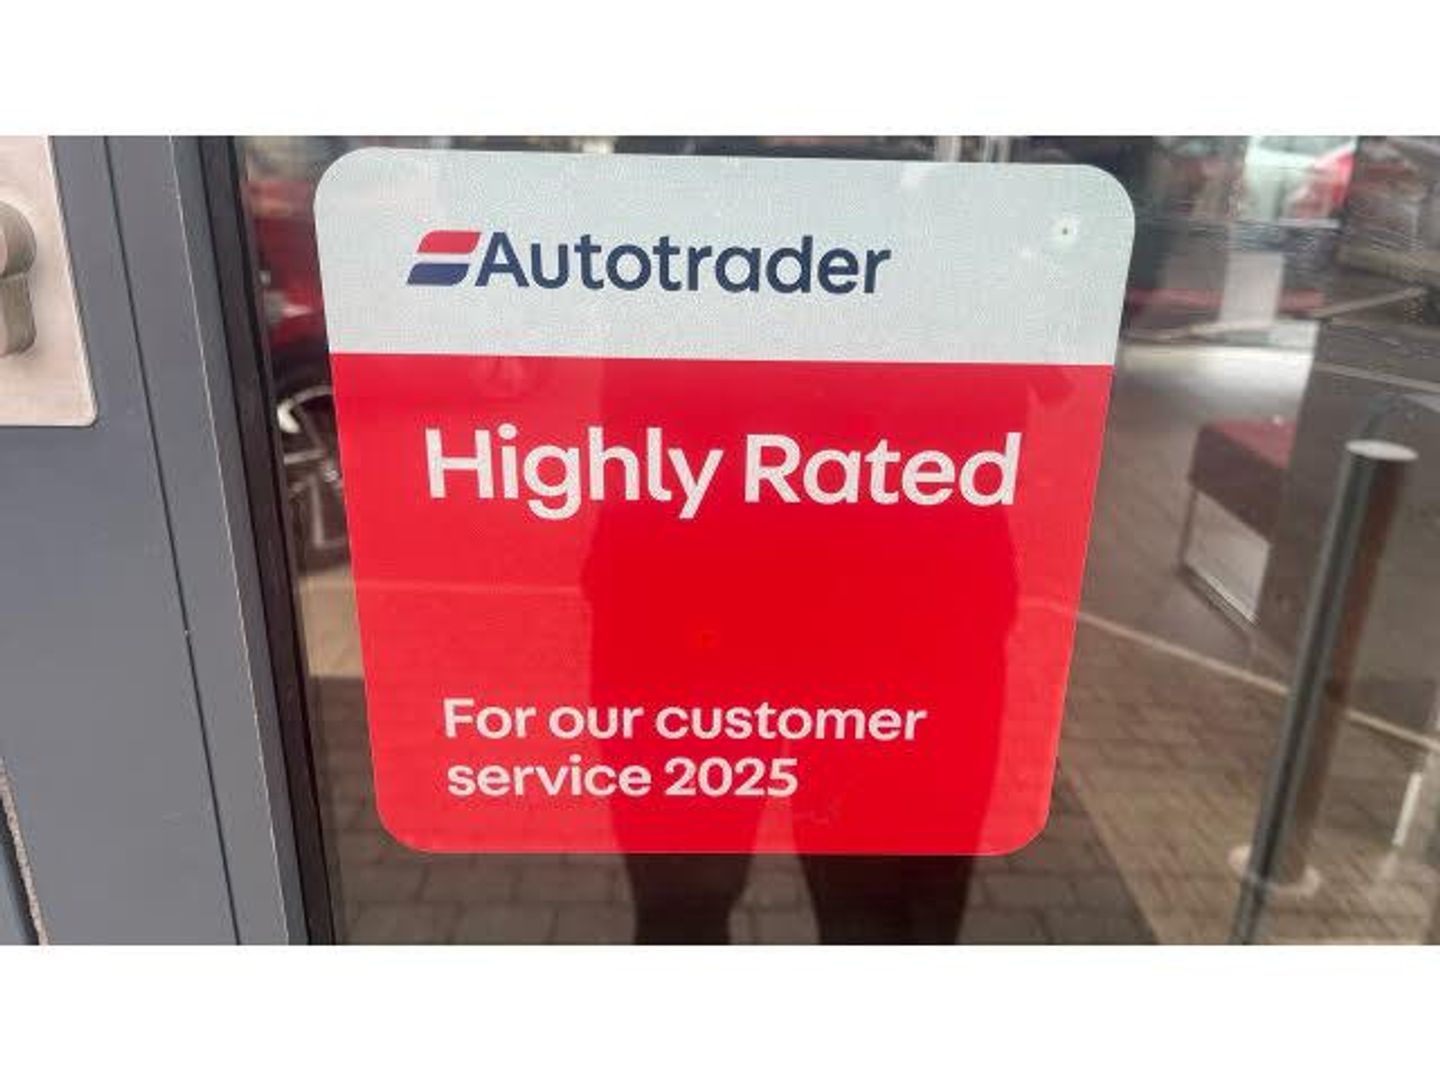 Autotrader
Highly Rated
For our customer
service 2025